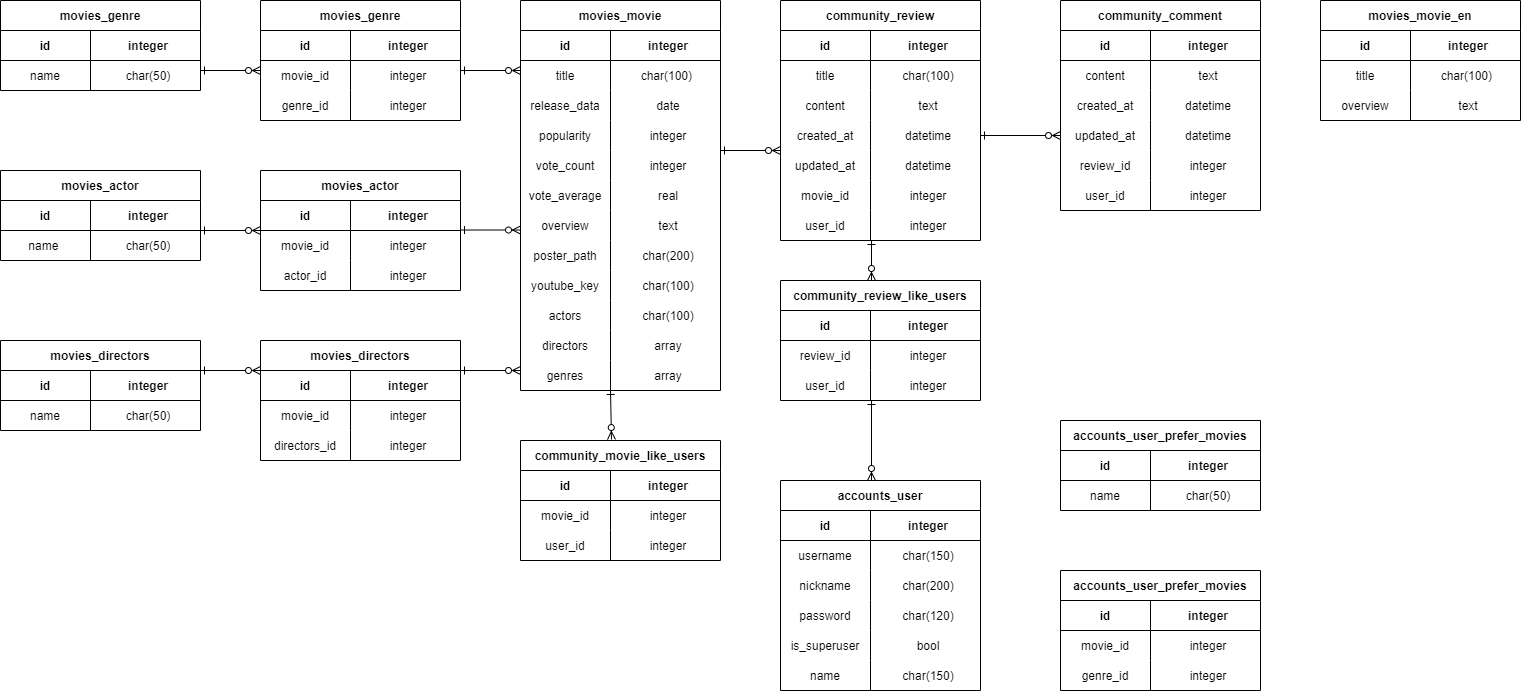 movies_genre
id integer
name char(50)
movies_genre
id integer
movie_id integer
genre_id integer
movies_movie
id integer
title char(100)
release_data date
popularity integer
vote_count integer
vote_average real
overview text
poster_path char(200)
youtube_key char(100)
actors char(100)
directors array
genres array
community_review
id integer
title char(100)
content text
created_at datetime
updated_at datetime
movie_id integer
user_id integer
community_comment
id integer
content text
created_at datetime
updated_at datetime
review_id integer
user_id integer
movies_movie_en
id integer
title char(100)
overview text
movies_actor
id integer
name char(50)
movies_actor
id integer
movie_id integer
actor_id integer
movies_directors
id integer
name char(50)
movies_directors
id integer
movie_id integer
directors_id integer
community_review_like_users
id integer
review_id integer
user_id integer
community_movie_like_users
id integer
movie_id integer
user_id integer
accounts_user
id integer
username char(150)
nickname char(200)
password char(120)
is_superuser bool
name char(150)
accounts_user_prefer_movies
id integer
name char(50)
accounts_user_prefer_movies
id integer
movie_id integer
genre_id integer